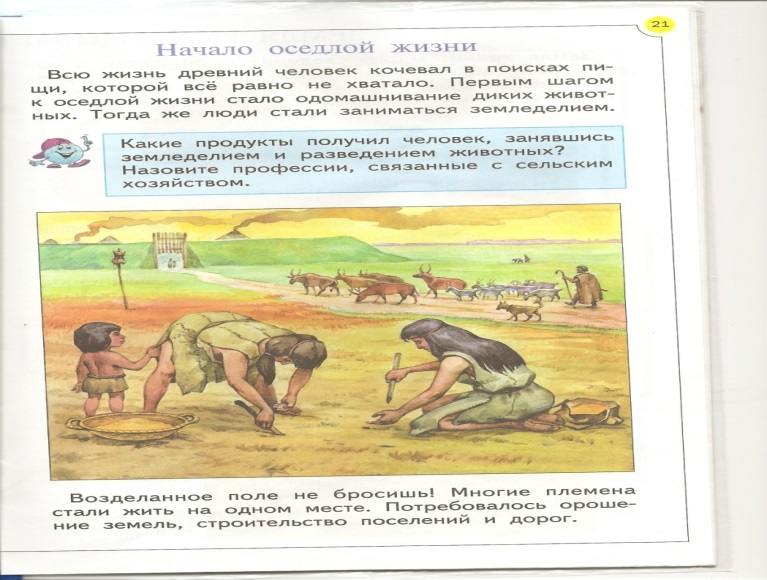 21
Начало оседлой жизни
Всю жизнь древний человек кочевал в поисках пи-
щи, которой всё равно не хватало. Первым шагом
к оседлой жизни стало одомашнивание диких живот-
ных. Тогда же люди стали заниматься земледелием.
Какие продукты получил человек, занявшись
земледелием и разведением животных?
Назовите профессии, связанные с сельским
хозяйством.
Возделанное поле не бросишь! Многие племена
стали жить на одном месте. Потребовалось ороше-
ние земель, строительство поселений и дорог.